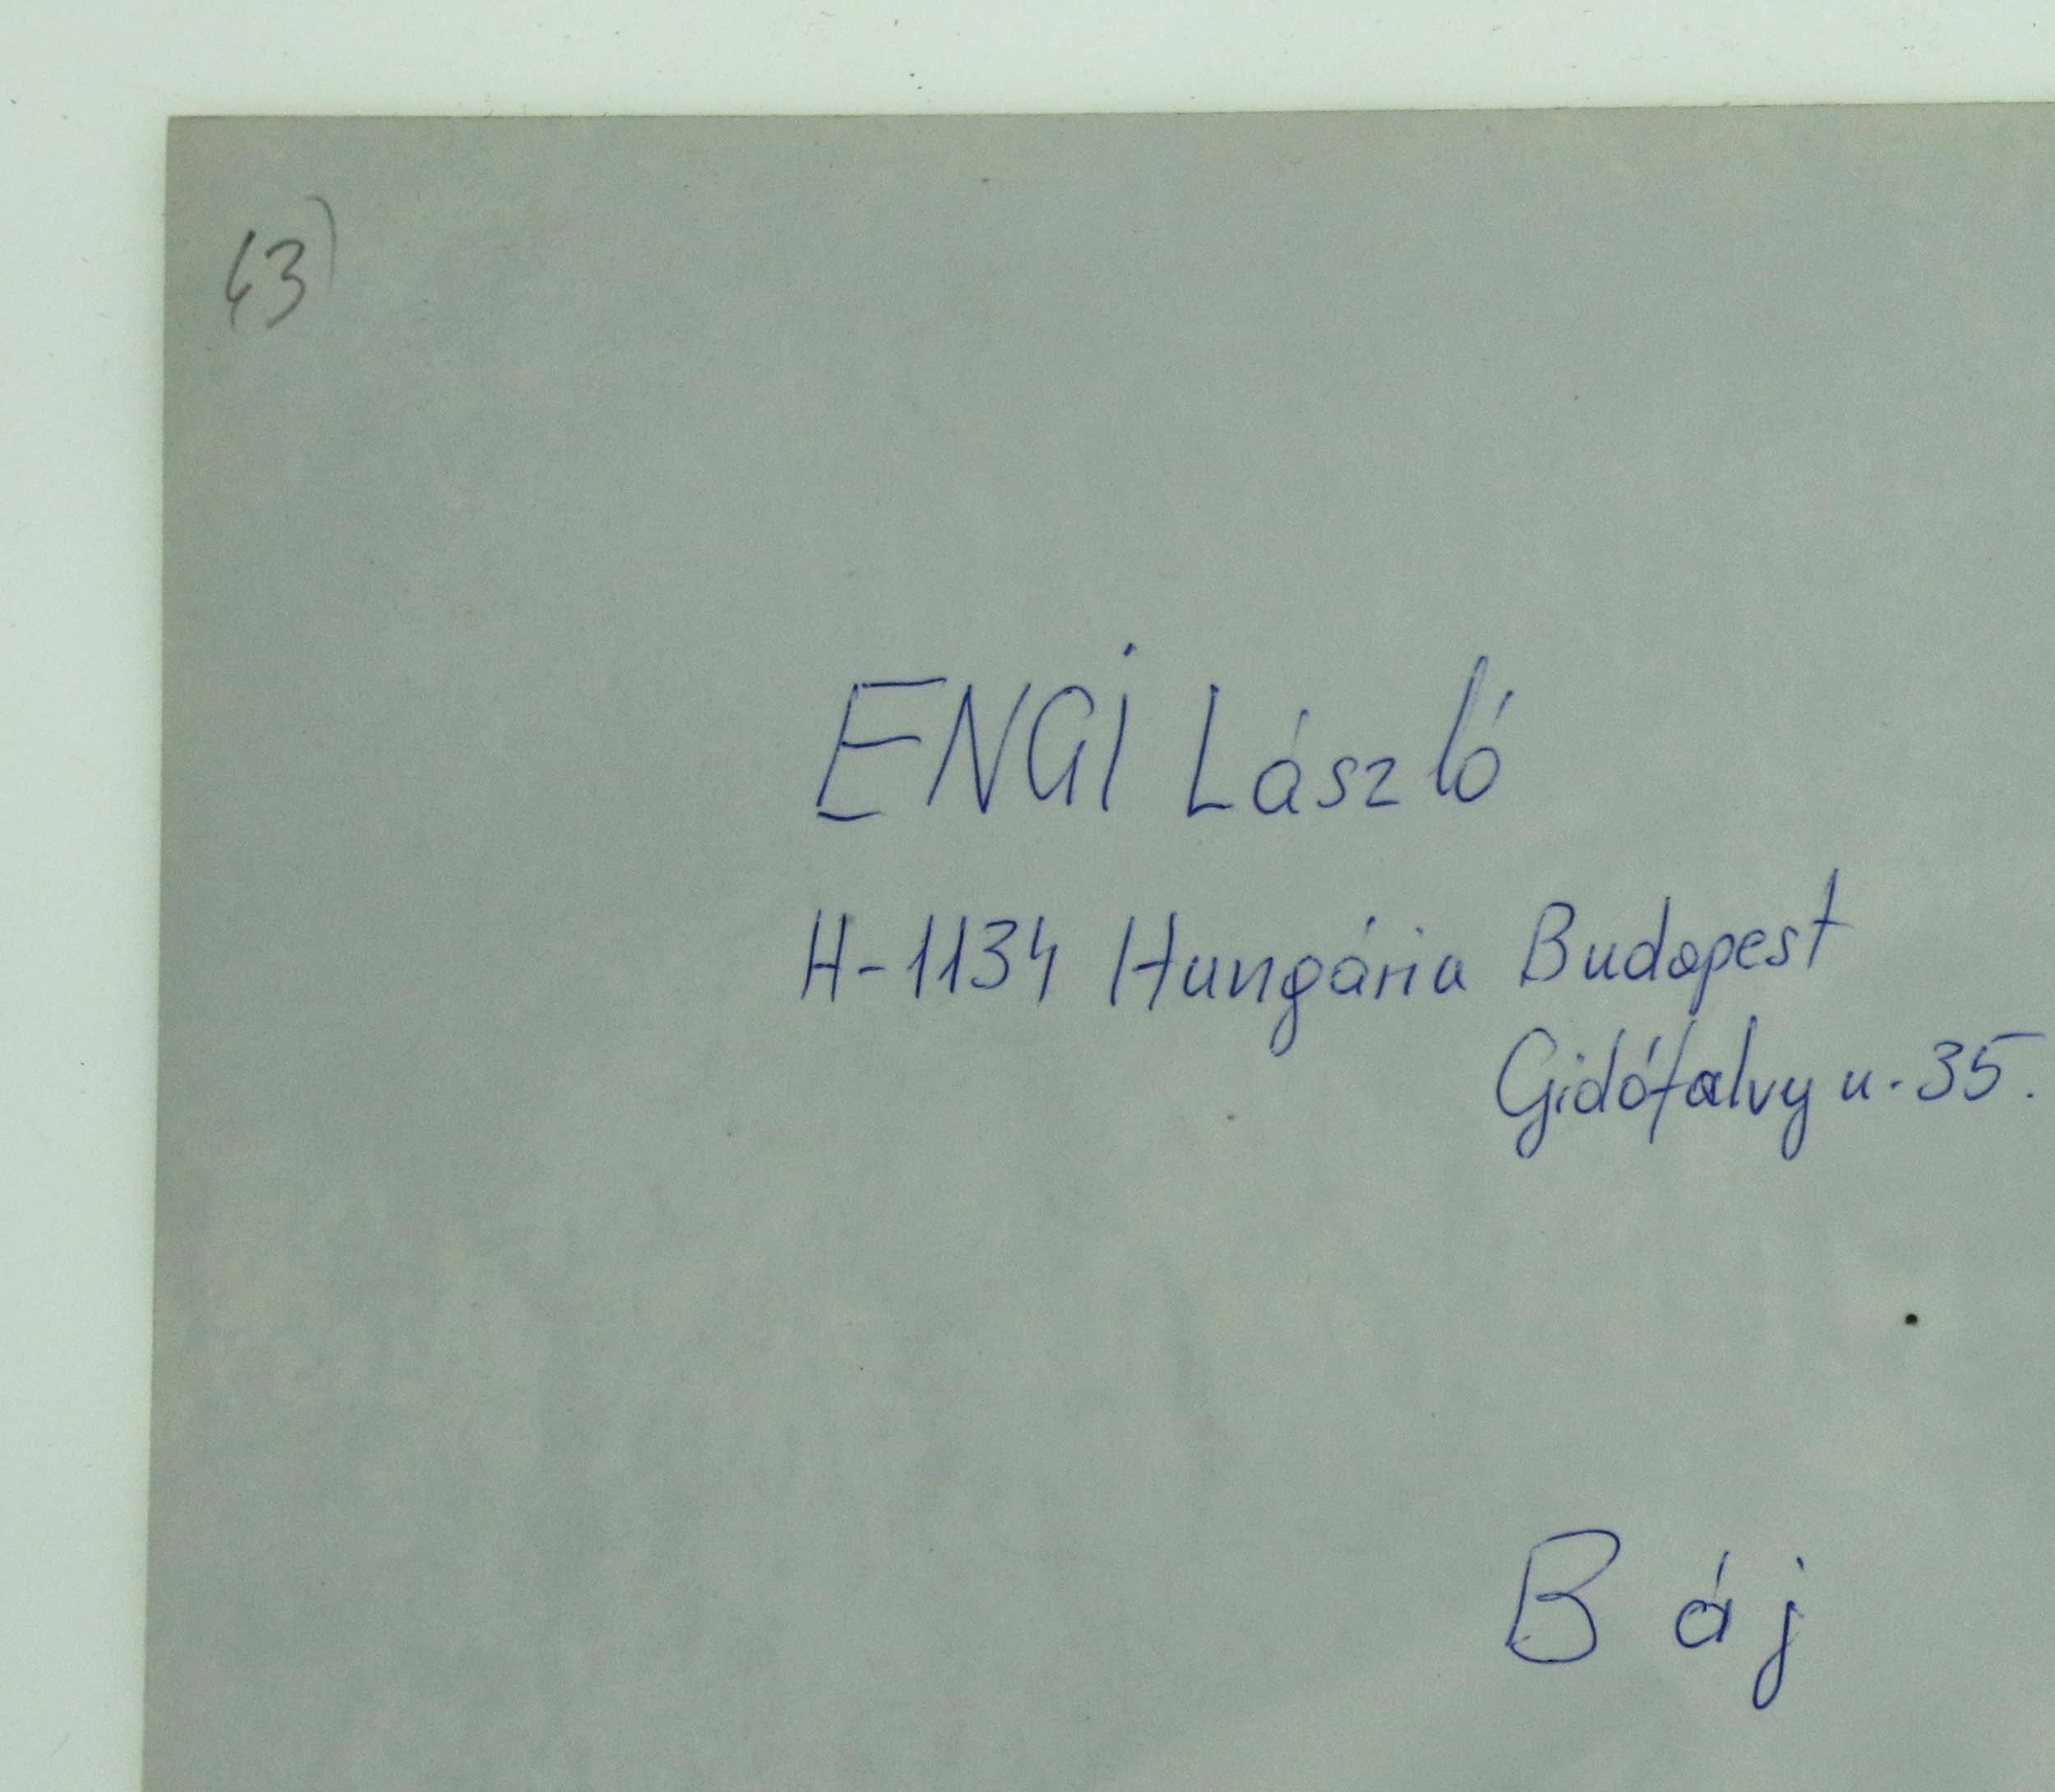 43)
ENGI László
H-1134 Hungária Budapest
Gidófalvy u. 35.
Báj